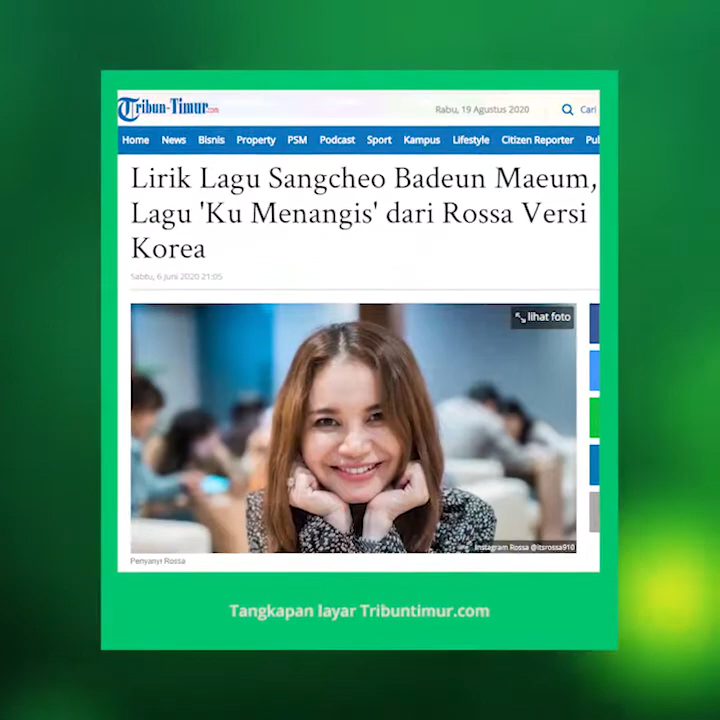 Tribun-Timur.com
Rabu, 19 Agustus 2020
Cari
Home News Bisnis Property PSM Podcast Sport Kampus Lifestyle Citizen Reporter Pul
Lirik Lagu Sangcheo Badeun Maeum,
Lagu 'Ku Menangis' dari Rossa Versi
Korea
Sabtu, 6 Juni 2020 21:05
lihat foto
Instagram Rossa @itsrossa910
Penyanyi Rossa
Tangkapan layar Tribuntimur.com